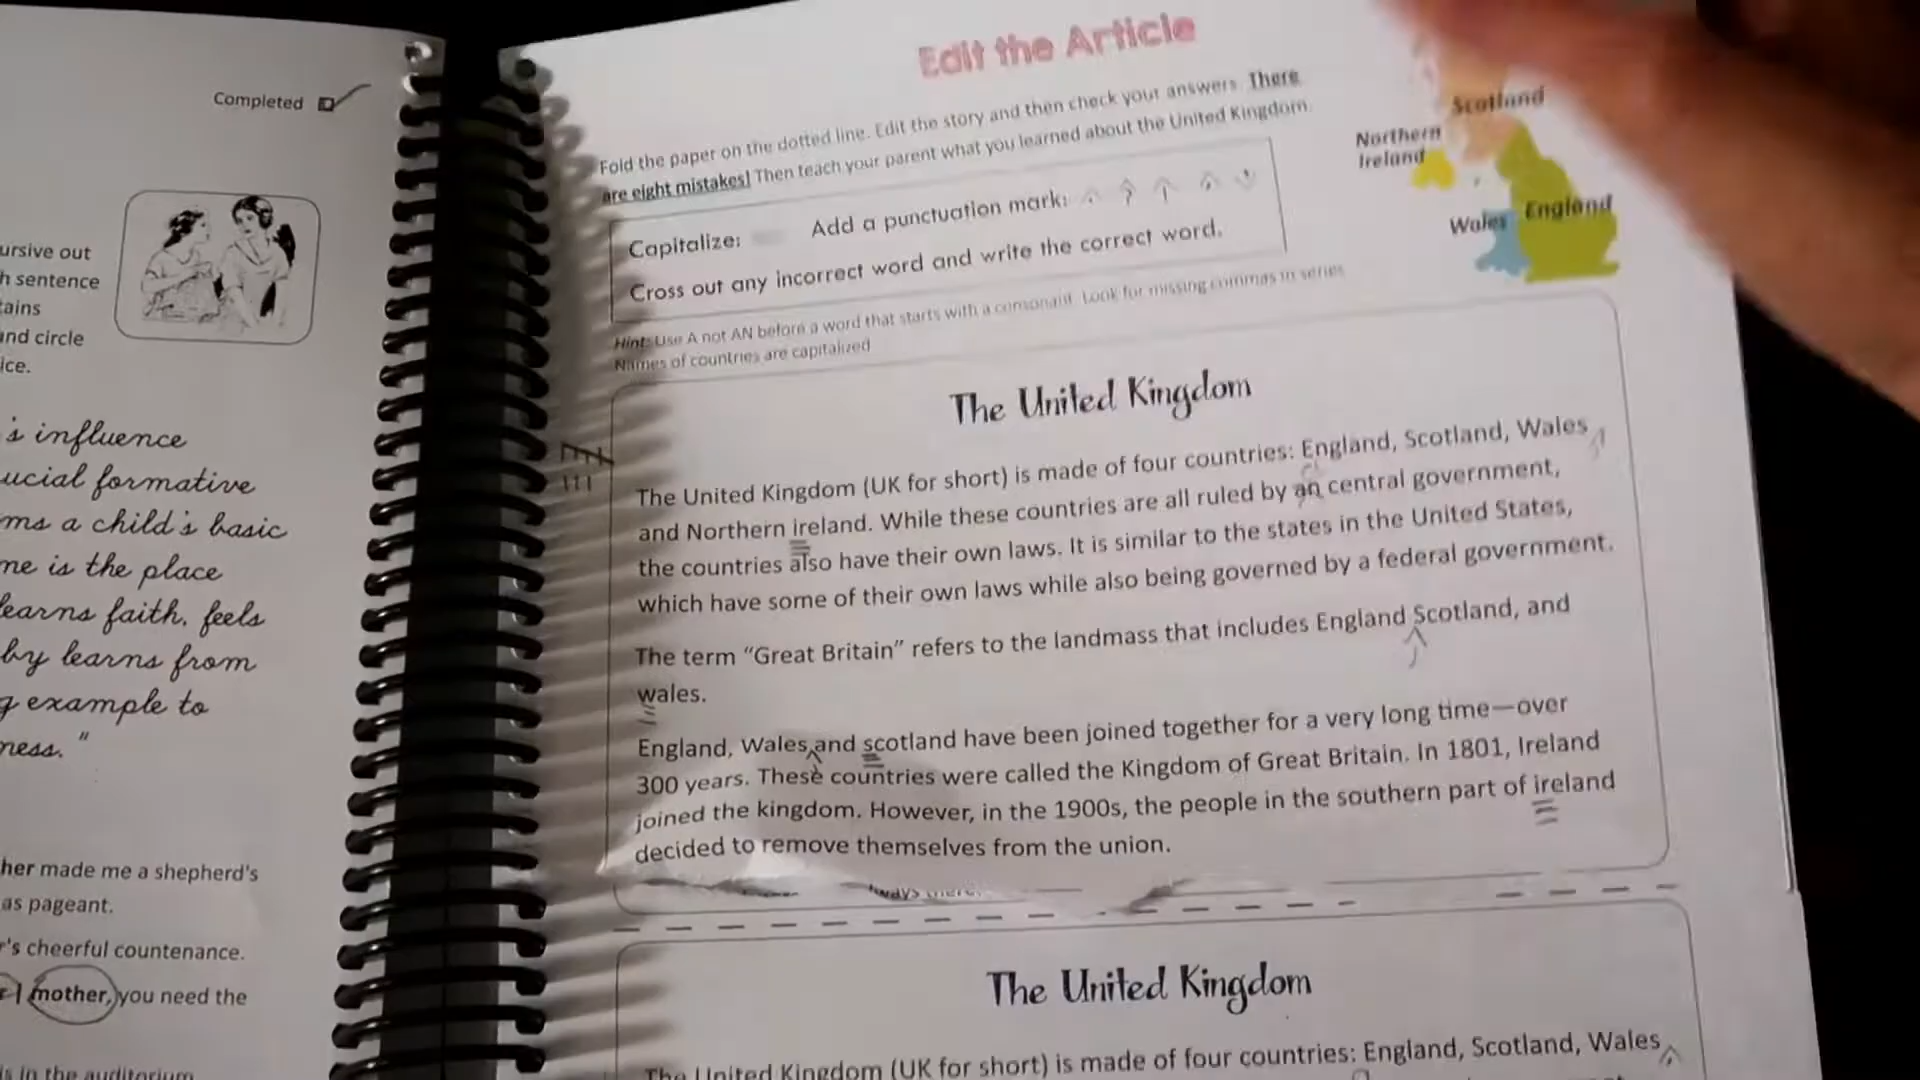 Completed
ursive out
h sentence
tains
and circle
ice.
's influence
ucial formative
ms a child's basic
me is the place
learns faith, feels
by learns from
g example to
ness."
her made me a shepherd's
as pageant.
r's cheerful countenance.
mother, you need the
is in the auditorium
Edit the Article
Fold the paper on the dotted line. Edit the story and then check your answers. There
are eight mistakes! Then teach your parent what you learned about the United Kingdom.
Capitalize: Add a punctuation mark:
Cross out any incorrect word and write the correct word.
Hint: Use A not AN before a word that starts with a consonant. Look for missing commas in series.
Names of countries are capitalized
Scotland
Northern
Ireland
Wales England
The United Kingdom
The United Kingdom (UK for short) is made of four countries: England, Scotland, Wales
and Northern ireland. While these countries are all ruled by an central government,
the countries also have their own laws. It is similar to the states in the United States,
which have some of their own laws while also being governed by a federal government.
The term “Great Britain” refers to the landmass that includes England Scotland, and
wales.
England, Wales and scotland have been joined together for a very long time—over
300 years. These countries were called the Kingdom of Great Britain. In 1801, Ireland
joined the kingdom. However, in the 1900s, the people in the southern part of ireland
decided to remove themselves from the union.
The United Kingdom
The United Kingdom (UK for short) is made of four countries: England, Scotland, Wales